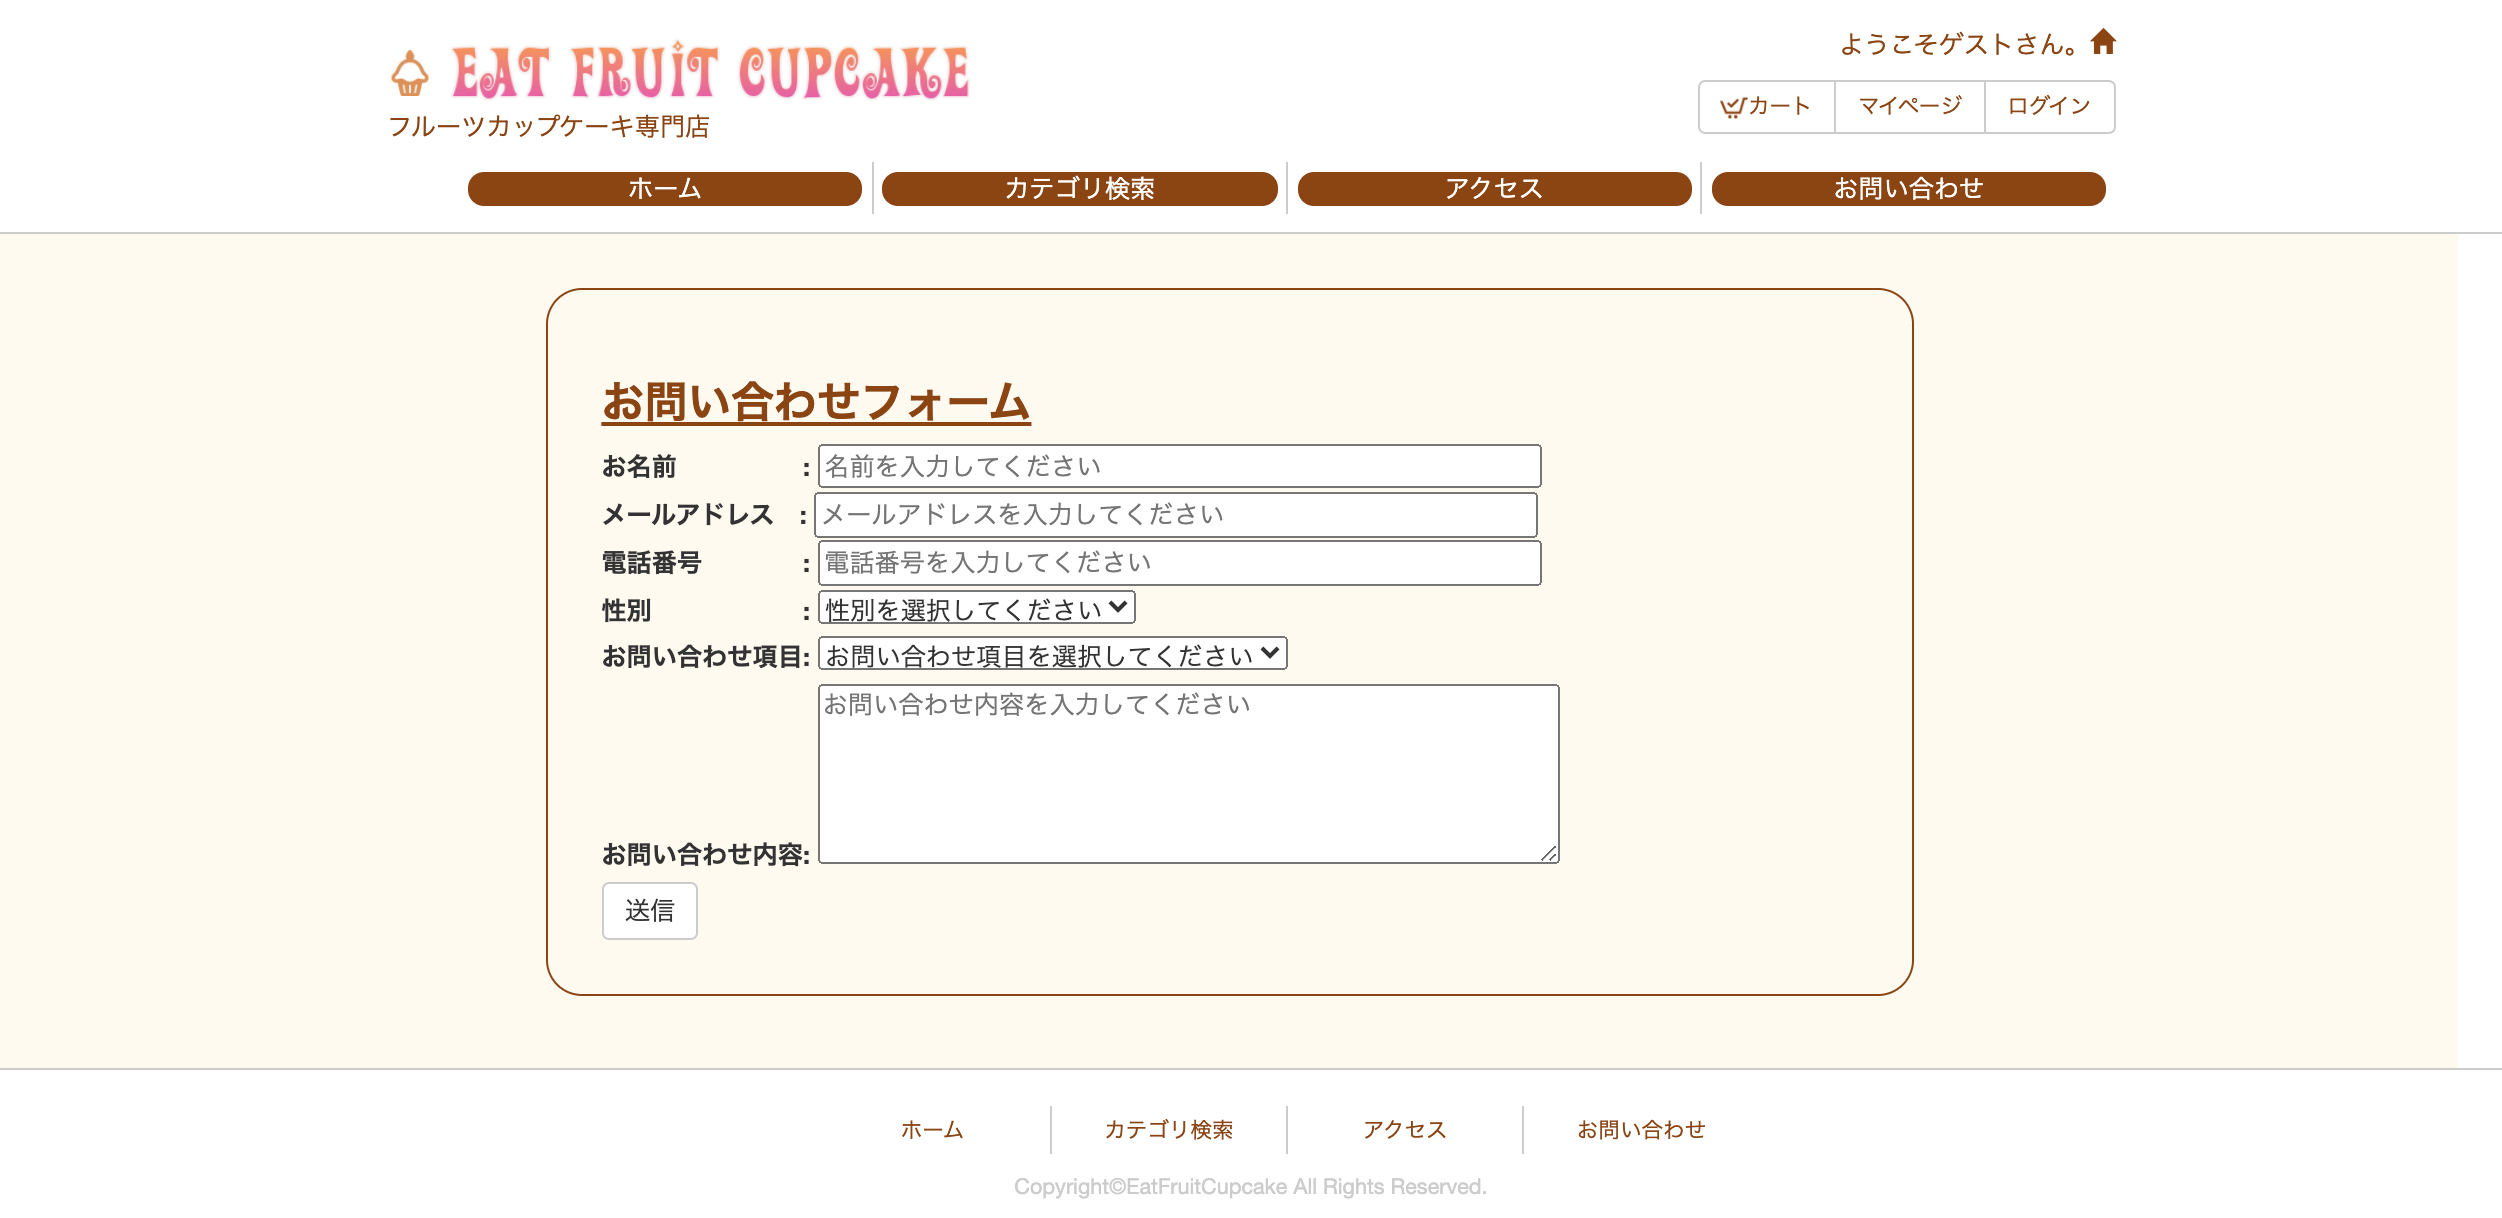 ようこそゲストさん。
EAT FRUIT CUPCAKE
フルーツカップケーキ専門店
カート マイページ ログイン
ホーム カテゴリ検索 アクセス お問い合わせ
お問い合わせフォーム
お名前 : 名前を入力してください
メールアドレス : メールアドレスを入力してください
電話番号 : 電話番号を入力してください
性別 : 性別を選択してください
お問い合わせ項目: お問い合わせ項目を選択してください
お問い合わせ内容を入力してください
お問い合わせ内容:
送信
ホーム カテゴリ検索 アクセス お問い合わせ
Copyright©EatFruitCupcake All Rights Reserved.